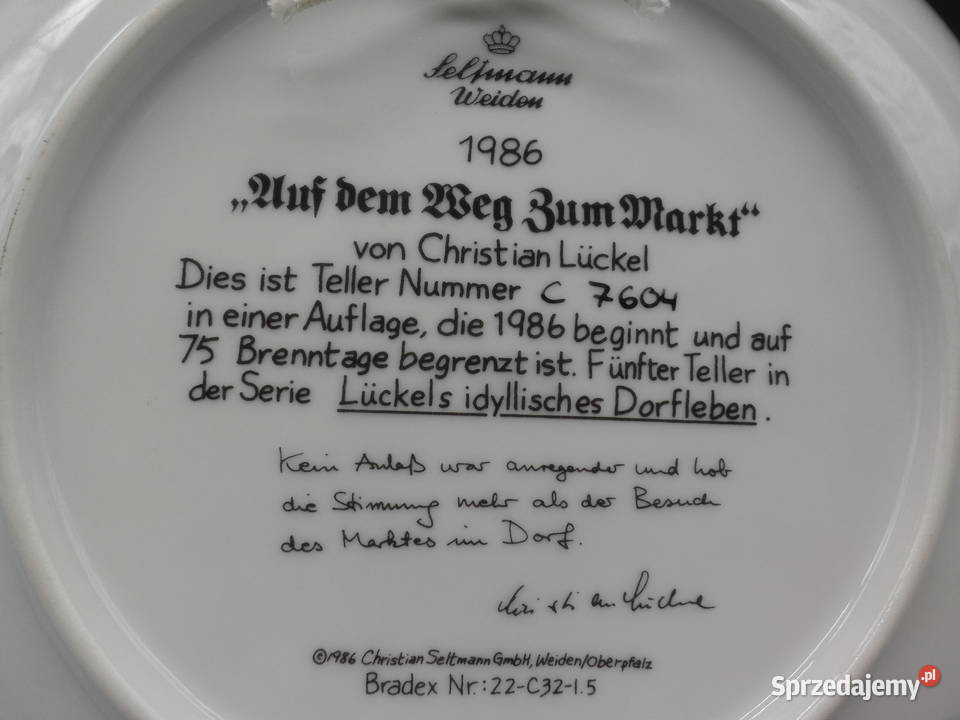 Seltmann
Weiden
1986
„Auf dem Weg Zum Markt“
von Christian Lückel
Dies ist Teller Nummer C 7604
in einer Auflage, die 1986 beginnt und auf
75 Brenntage begrenzt ist. Fünfter Teller in
der Serie Lückels idyllisches Dorfleben.
Kein Anlaß war anregender und hob
die Stimmung mehr als der Besuch
des Marktes im Dorf.
Christian Lückel
©1986 Christian Seltmann GmbH, Weiden/Oberpfalz
Bradex Nr.: 22-C32-1.5
Sprzedajemy.pl